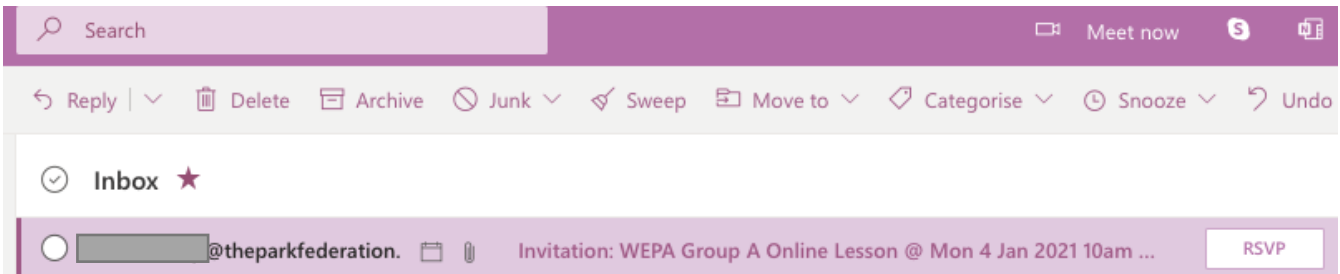 Search Meet now
Reply Delete Archive Junk Sweep Move to Categorise Snooze Undo
Inbox
@theparkfederation. Invitation: WEPA Group A Online Lesson @ Mon 4 Jan 2021 10am ... RSVP